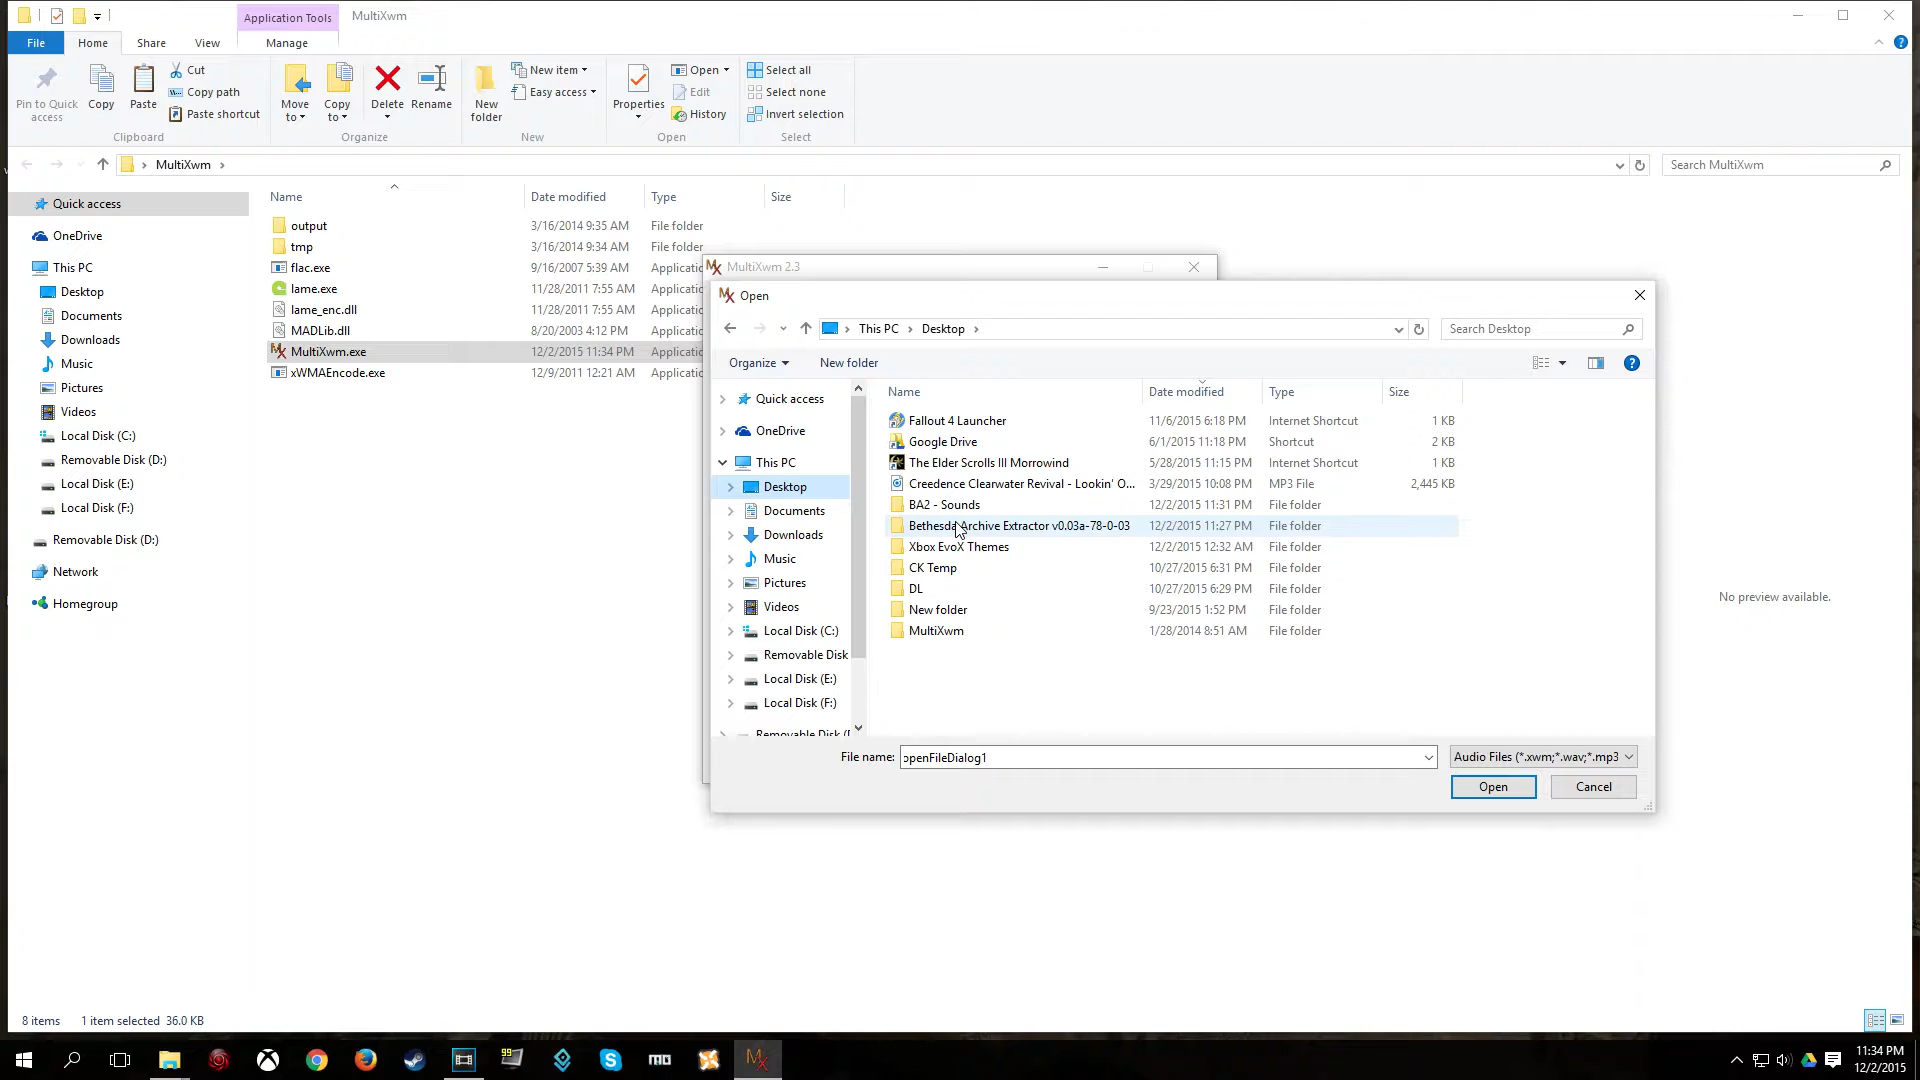 Application Tools
MultiXwm
File
Home
Share
View
Manage
Pin to Quick
access
Copy
Paste
Cut
Copy path
Paste shortcut
Clipboard
Move
to
Copy
to
Delete
Rename
Organize
New
folder
New item
Easy access
New
Properties
Open
Edit
History
Open
Select all
Select none
Invert selection
Select
MultiXwm
Search MultiXwm
Quick access
OneDrive
This PC
Desktop
Documents
Downloads
Music
Pictures
Videos
Local Disk (C:)
Removable Disk (D:)
Local Disk (E:)
Local Disk (F:)
Removable Disk (D:)
Network
Homegroup
Name Date modified Type Size
output 3/16/2014 9:35 AM File folder
tmp 3/16/2014 9:34 AM File folder
flac.exe 9/16/2007 5:39 AM Applicatic
lame.exe 11/28/2011 7:55 AM Applicatic
lame_enc.dll 11/28/2011 7:55 AM Applicatic
MADLib.dll 8/20/2003 4:12 PM Applicatic
MultiXwm.exe 12/2/2015 11:34 PM Applicatic
xWMAEncode.exe 12/9/2011 12:21 AM Applicatic
MultiXwm 2.3
Open
This PC Desktop
Search Desktop
Organize
New folder
Quick access
OneDrive
This PC
Desktop
Documents
Downloads
Music
Pictures
Videos
Local Disk (C:)
Removable Disk
Local Disk (E:)
Local Disk (F:)
Removable Disk (
Name Date modified Type Size
Fallout 4 Launcher 11/6/2015 6:18 PM Internet Shortcut 1 KB
Google Drive 6/1/2015 11:18 PM Shortcut 2 KB
The Elder Scrolls III Morrowind 5/28/2015 11:15 PM Internet Shortcut 1 KB
Creedence Clearwater Revival - Lookin' O... 3/29/2015 10:08 PM MP3 File 2,445 KB
BA2 - Sounds 12/2/2015 11:31 PM File folder
Bethesda Archive Extractor v0.03a-78-0-03 12/2/2015 11:27 PM File folder
Xbox EvoX Themes 12/2/2015 12:32 AM File folder
CK Temp 10/27/2015 6:31 PM File folder
DL 10/27/2015 6:29 PM File folder
New folder 9/23/2015 1:52 PM File folder
MultiXwm 1/28/2014 8:51 AM File folder
File name: openFileDialog1
Audio Files (*.xwm;*.wav;*.mp3
Open
Cancel
No preview available.
8 items 1 item selected 36.0 KB
99
11:34 PM
12/2/2015